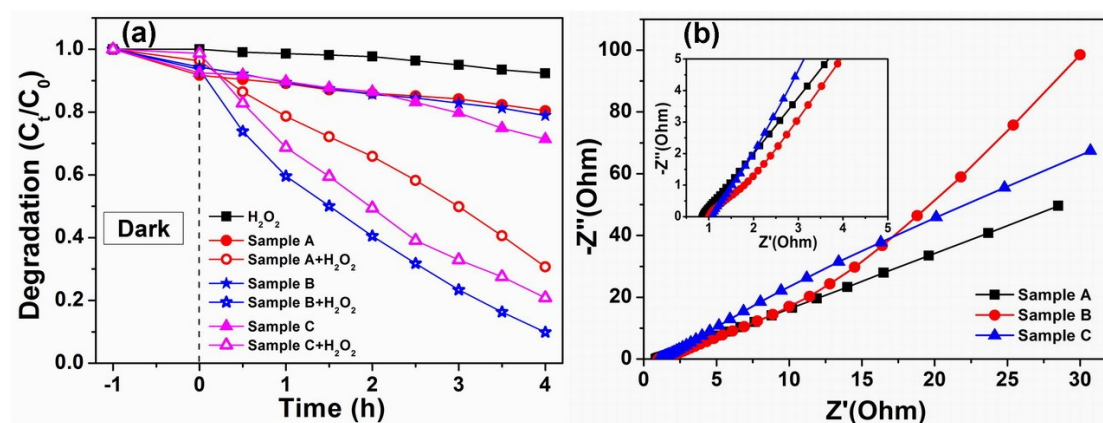 (a)
Degradation (Cₜ/C₀)
1.0
0.8
0.6
0.4
0.2
0.0
Dark
H₂O₂
Sample A
Sample A+H₂O₂
Sample B
Sample B+H₂O₂
Sample C
Sample C+H₂O₂
-1 0 1 2 3 4
Time (h)
(b)
-Z''(Ohm)
-100
80
60
40
20
0
-Z''(Ohm)
5
4
3
2
1
0
1 2 3 4 5
Z'(Ohm)
Sample A
Sample B
Sample C
0 5 10 15 20 25 30
Z'(Ohm)